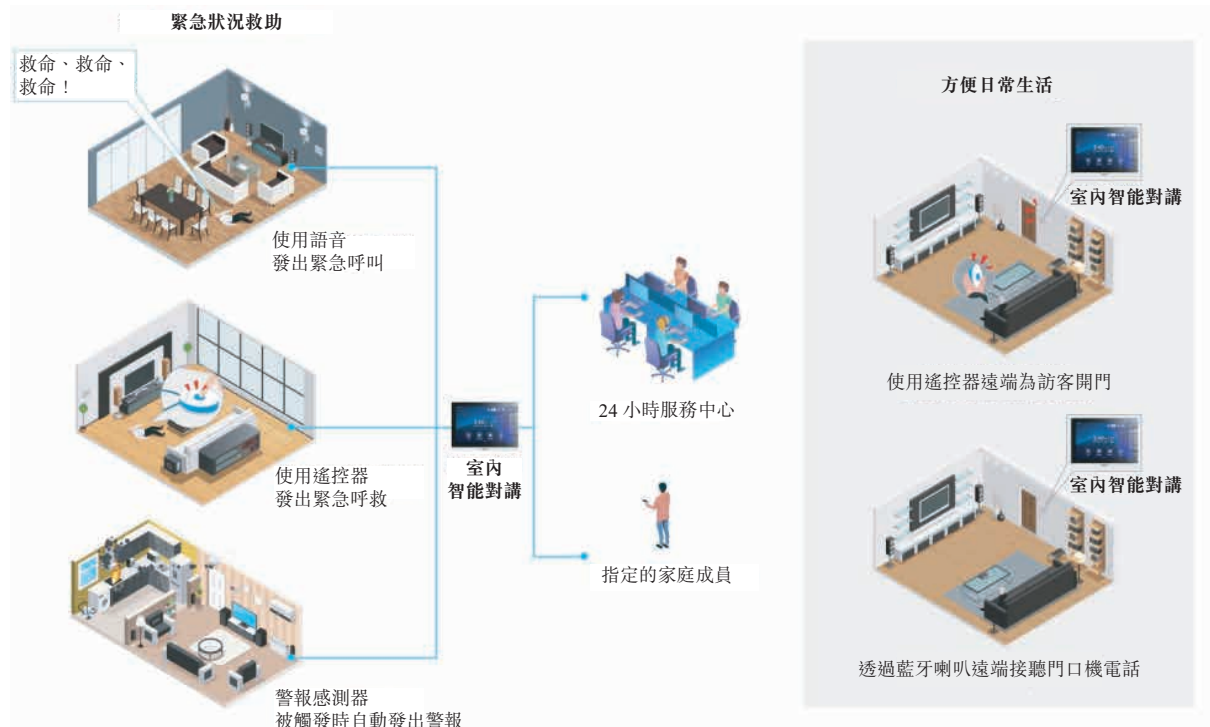 緊急狀況救助
救命、救命、
救命！
使用語音
發出緊急呼叫
使用遙控器
發出緊急呼救
警報感測器
被觸發時自動發出警報
室內
智能對講
24 小時服務中心
指定的家庭成員
方便日常生活
室內智能對講
使用遙控器遠端為訪客開門
室內智能對講
透過藍牙喇叭遠端接聽門口機電話